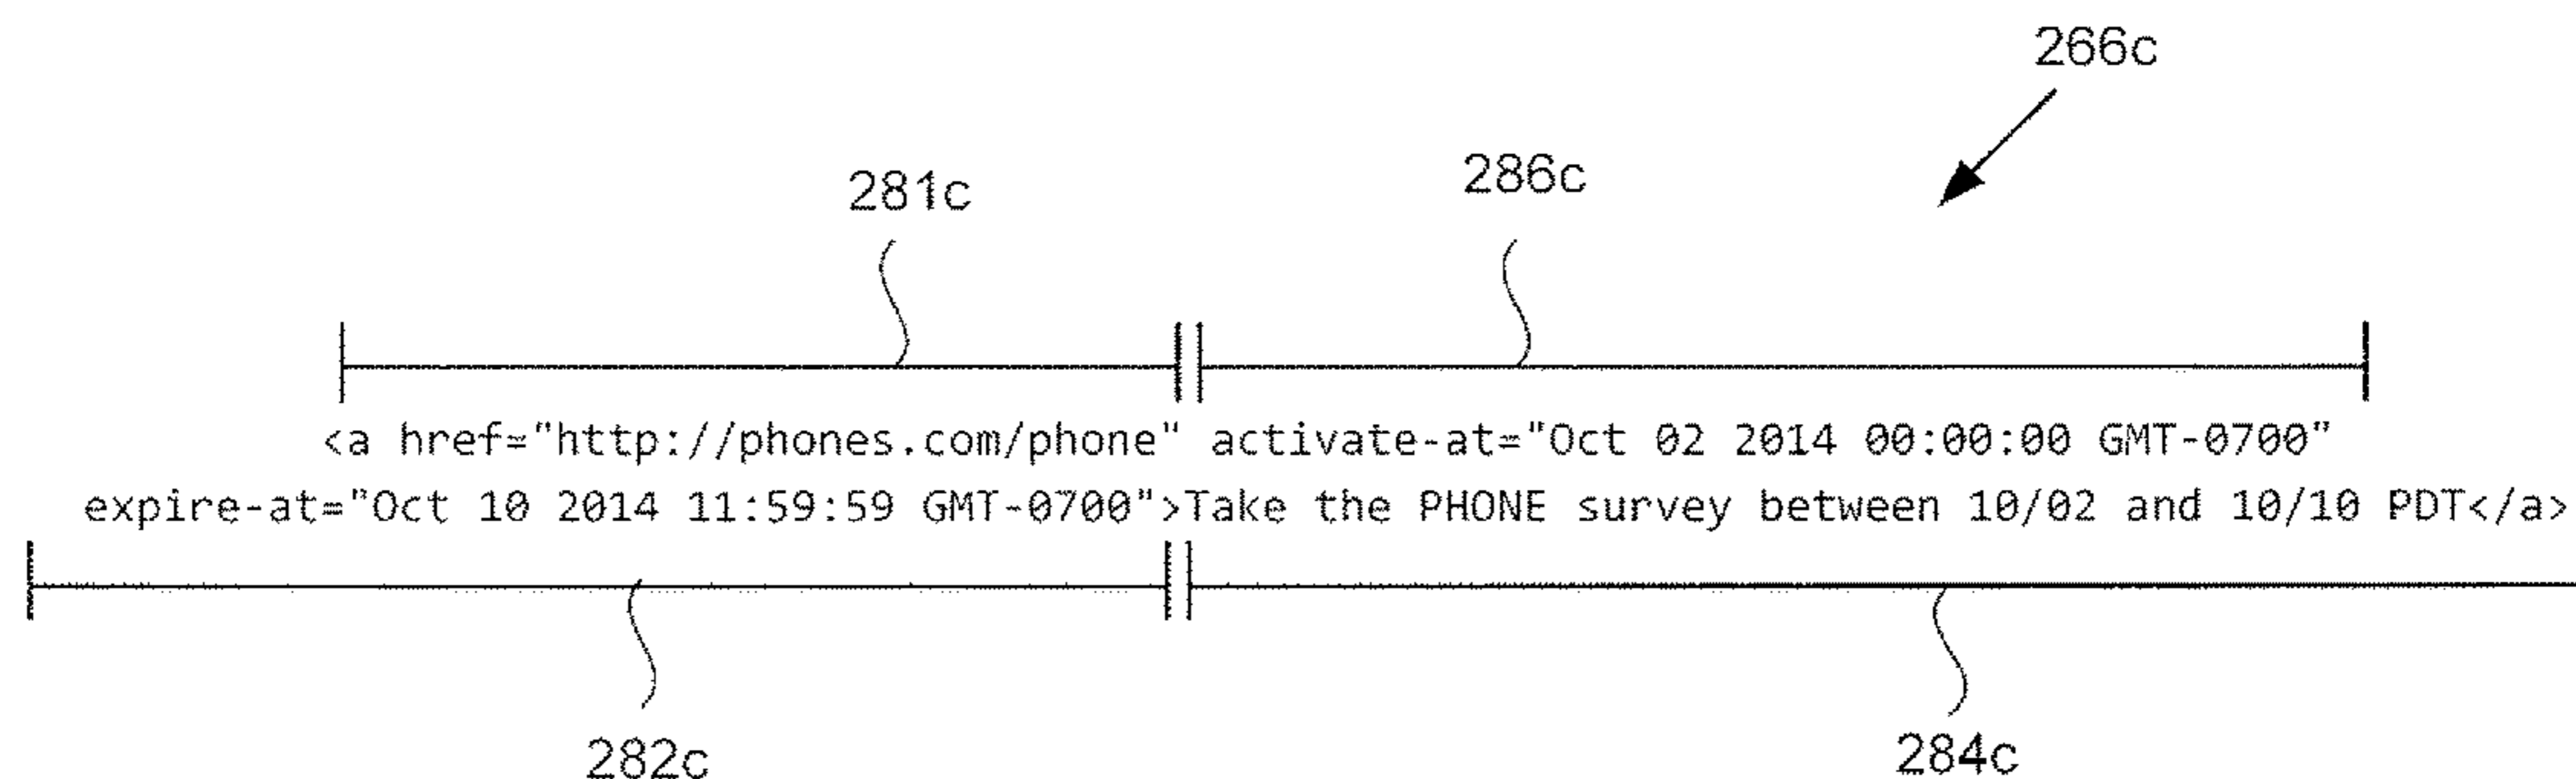 266c
281c
286c
<a href="http://phones.com/phone" activate-at="Oct 02 2014 00:00:00 GMT-0700"
expire-at="Oct 10 2014 11:59:59 GMT-0700">Take the PHONE survey between 10/02 and 10/10 PDT</a>
282c
284c